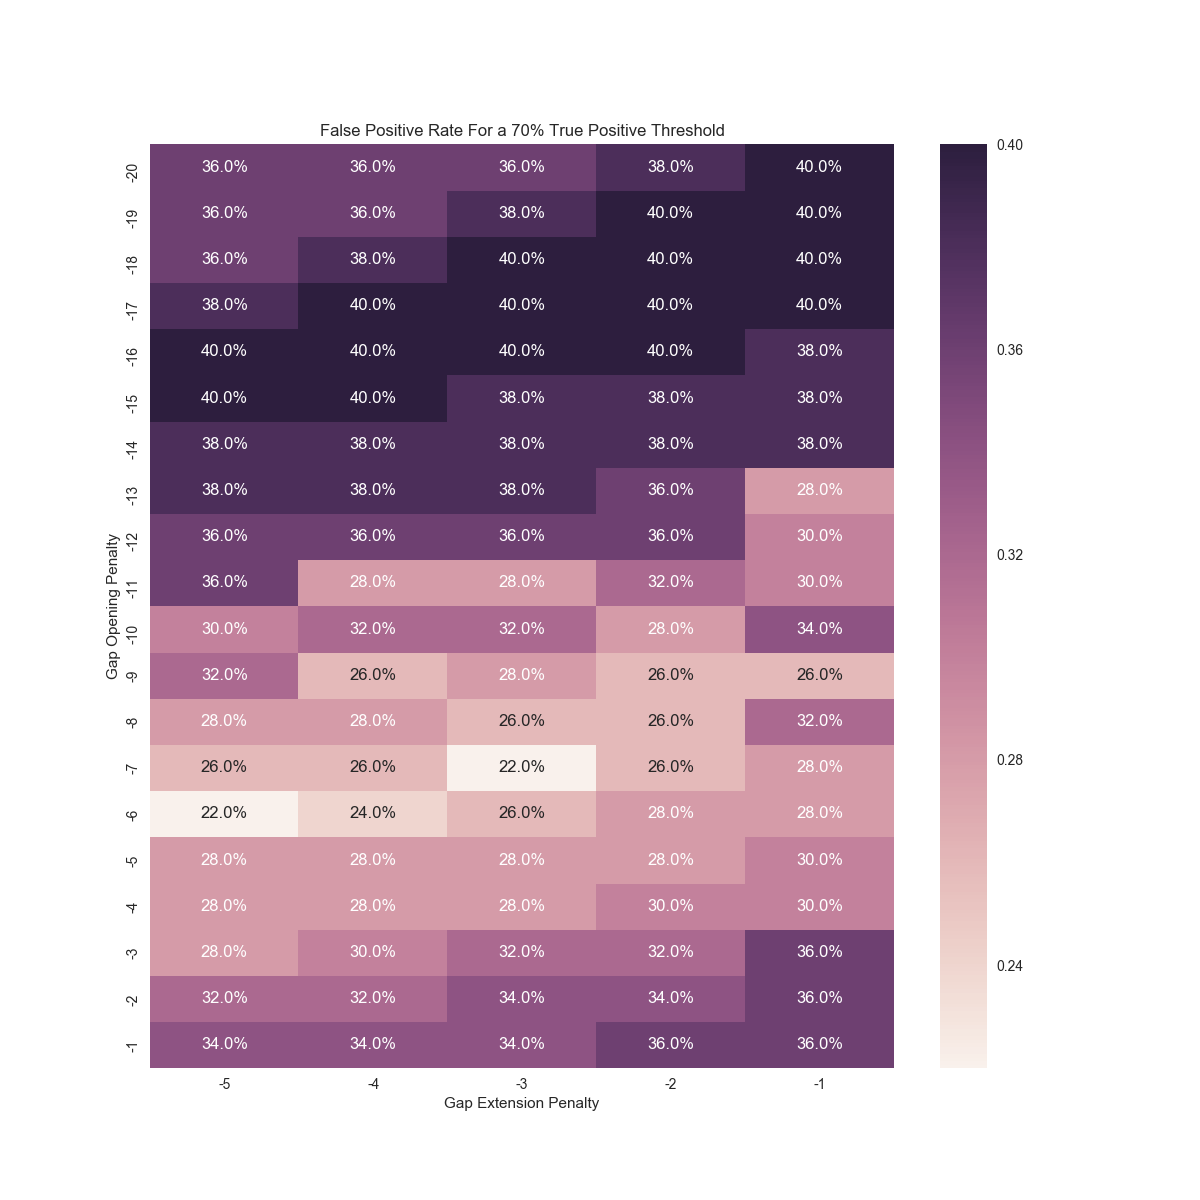 False Positive Rate For a 70% True Positive Threshold
-20 36.0% 36.0% 36.0% 38.0% 40.0%
-19 36.0% 36.0% 38.0% 40.0% 40.0%
-18 36.0% 38.0% 40.0% 40.0% 40.0%
-17 38.0% 40.0% 40.0% 40.0% 40.0%
-16 40.0% 40.0% 40.0% 40.0% 38.0%
-15 40.0% 40.0% 38.0% 38.0% 38.0%
-14 38.0% 38.0% 38.0% 38.0% 38.0%
-13 38.0% 38.0% 38.0% 36.0% 28.0%
-12 36.0% 36.0% 36.0% 36.0% 30.0%
-11 36.0% 28.0% 28.0% 32.0% 30.0%
-10 30.0% 32.0% 32.0% 28.0% 34.0%
-9 32.0% 26.0% 28.0% 26.0% 26.0%
-8 28.0% 28.0% 26.0% 26.0% 32.0%
-7 26.0% 26.0% 22.0% 26.0% 28.0%
-6 22.0% 24.0% 26.0% 28.0% 28.0%
-5 28.0% 28.0% 28.0% 28.0% 30.0%
-4 28.0% 28.0% 28.0% 30.0% 30.0%
-3 28.0% 30.0% 32.0% 32.0% 36.0%
-2 32.0% 32.0% 34.0% 34.0% 36.0%
-1 34.0% 34.0% 34.0% 36.0% 36.0%
-5 -4 -3 -2 -1
Gap Extension Penalty
Gap Opening Penalty
0.40
0.36
0.32
0.28
0.24